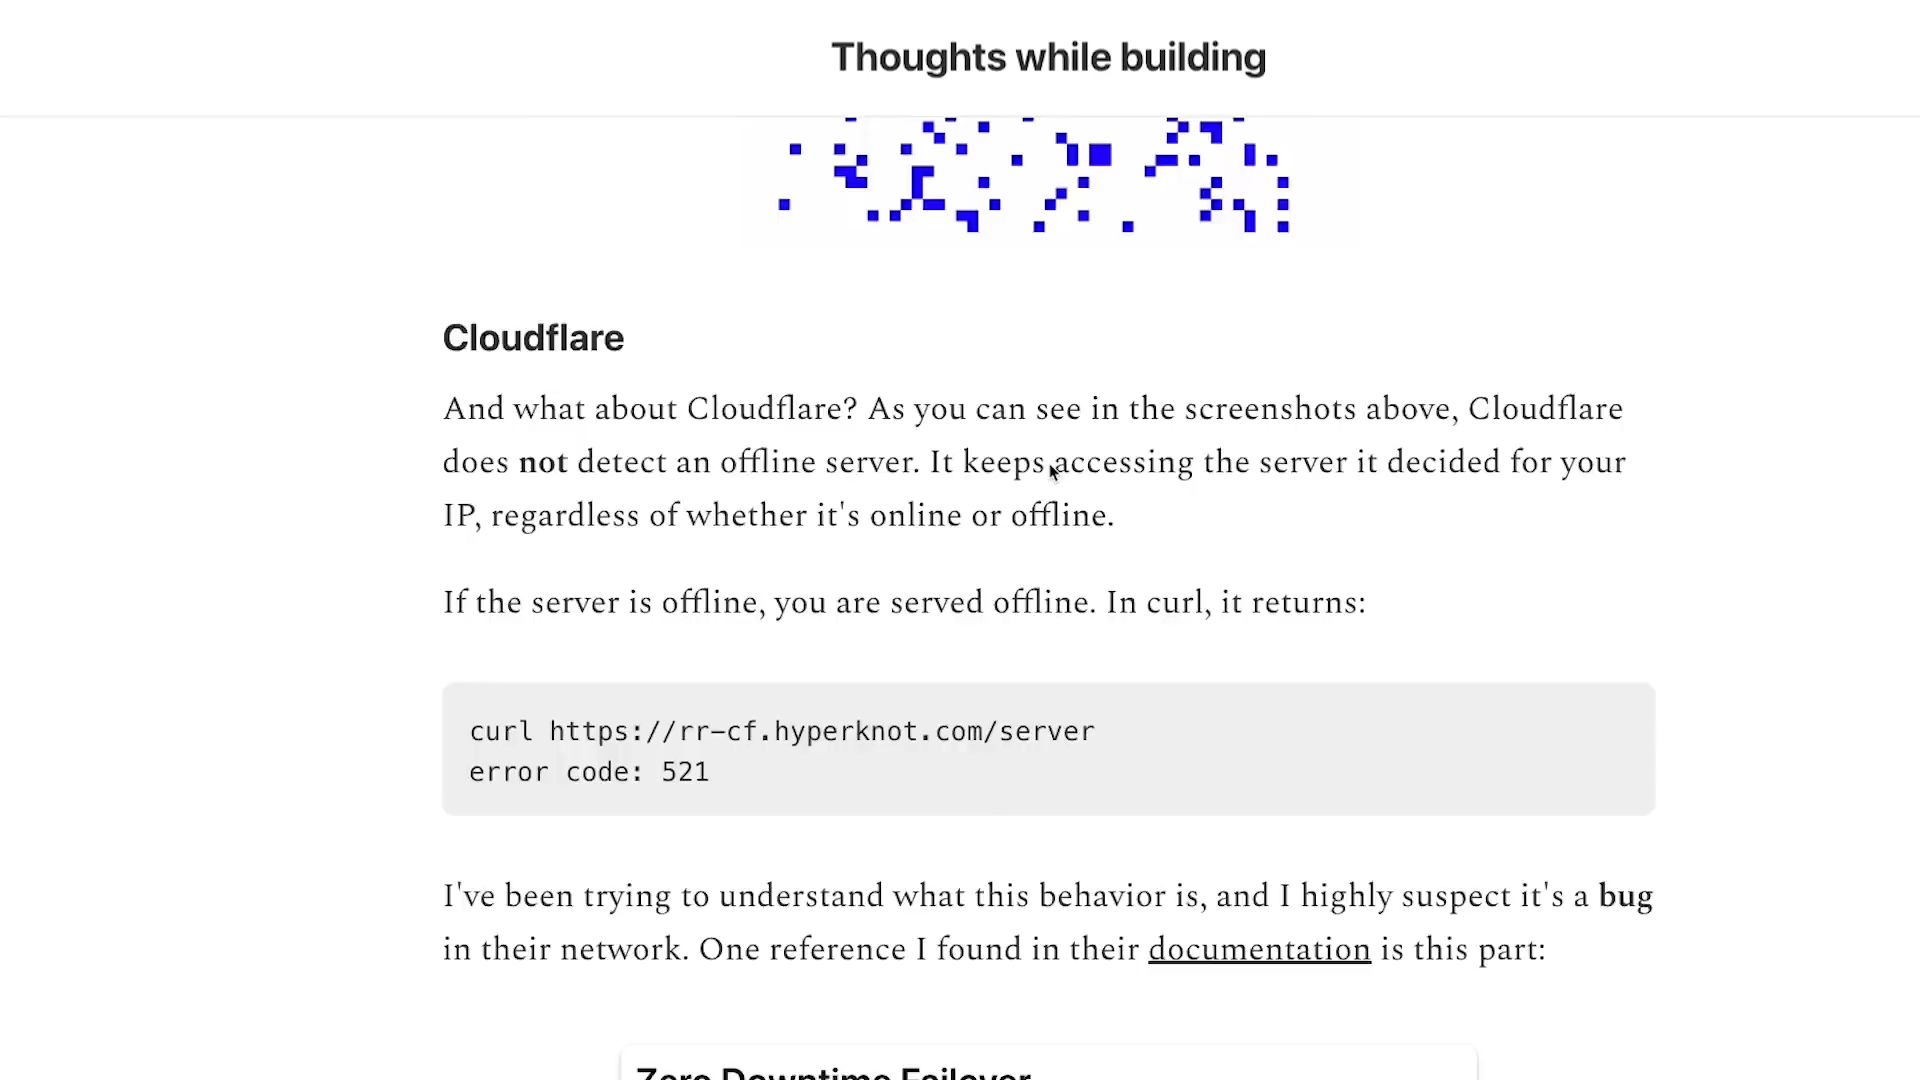 Thoughts while building
Cloudflare
And what about Cloudflare? As you can see in the screenshots above, Cloudflare
does not detect an offline server. It keeps accessing the server it decided for your
IP, regardless of whether it's online or offline.
If the server is offline, you are served offline. In curl, it returns:
curl https://rr-cf.hyperknot.com/server
error code: 521
I've been trying to understand what this behavior is, and I highly suspect it's a bug
in their network. One reference I found in their documentation is this part:
Zero Downtime Failover